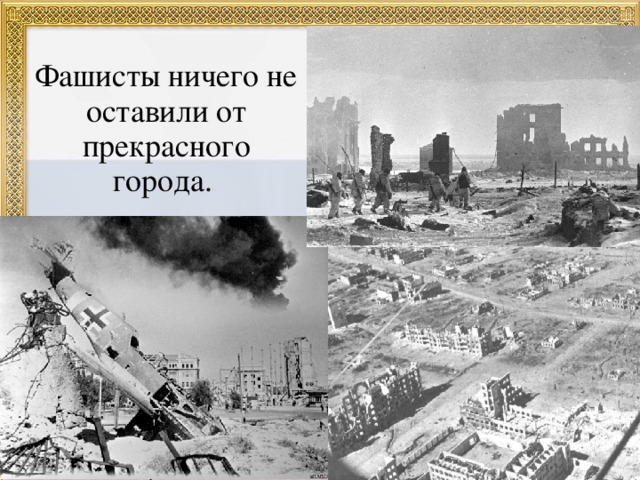 Фашисты ничего не
оставили от
прекрасного
города.